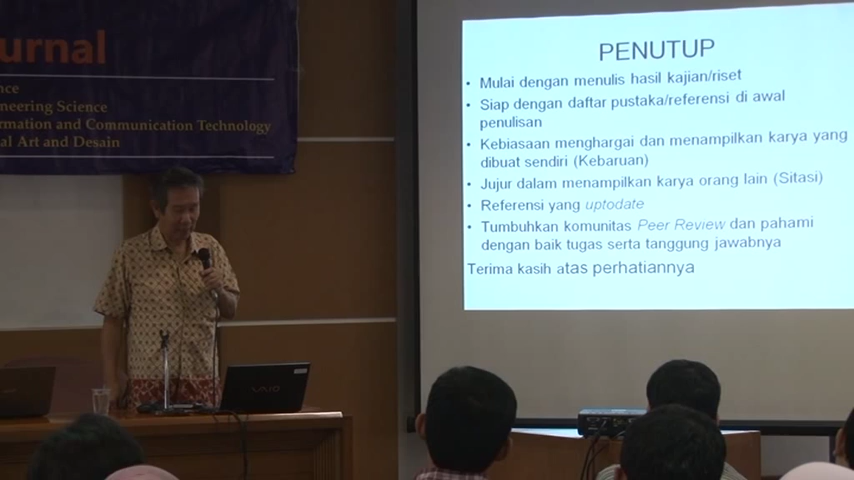 urnal
nce
ineering Science
rmation and Communication Technology
al Art and Desain
PENUTUP
• Mulai dengan menulis hasil kajian/riset
• Siap dengan daftar pustaka/referensi di awal
penulisan
• Kebiasaan menghargai dan menampilkan karya yang
dibuat sendiri (Kebaruan)
• Jujur dalam menampilkan karya orang lain (Sitasi)
• Referensi yang uptodate
• Tumbuhkan komunitas Peer Review dan pahami
dengan baik tugas serta tanggung jawabnya
Terima kasih atas perhatiannya
VAIO